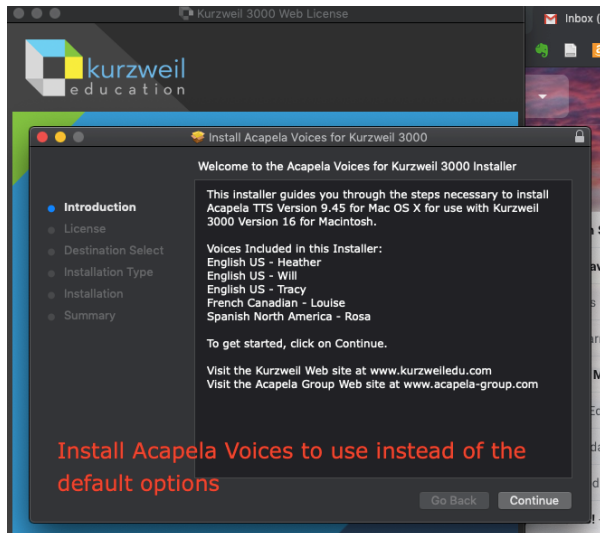 Kurzweil 3000 Web License
Inbox (
kurzweil
education
Install Acapela Voices for Kurzweil 3000
Welcome to the Acapela Voices for Kurzweil 3000 Installer
Introduction
License
Destination Select
Installation Type
Installation
Summary
This installer guides you through the steps necessary to install
Acapela TTS Version 9.45 for Mac OS X for use with Kurzweil
3000 Version 16 for Macintosh.
Voices Included in this Installer:
English US - Heather
English US - Will
English US - Tracy
French Canadian - Louise
Spanish North America - Rosa
To get started, click on Continue.
Visit the Kurzweil Web site at www.kurzweiledu.com
Visit the Acapela Group Web site at www.acapela-group.com
Install Acapela Voices to use instead of the
default options
Go Back
Continue